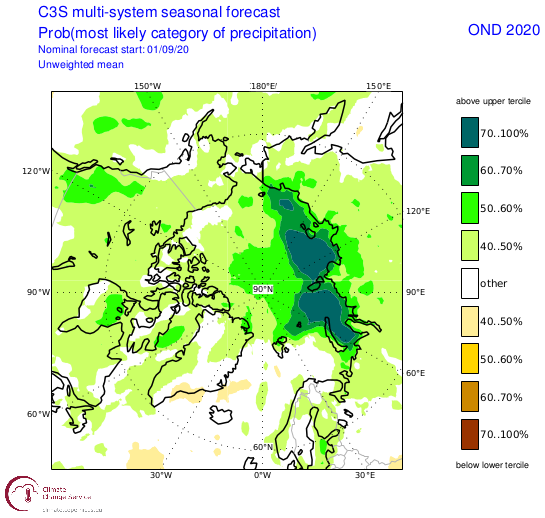 C3S multi-system seasonal forecast
Prob(most likely category of precipitation)
OND 2020
Nominal forecast start: 01/09/20
Unweighted mean
150°W 180°E 150°E
above upper tercile
70..100%
60..70%
50..60%
40..50%
other
40..50%
50..60%
60..70%
70..100%
below lower tercile
120°W
120°E
90°W
90°N
90°E
60°E
60°W
60°N
30°W 0°W 30°E
Climate
Change Service